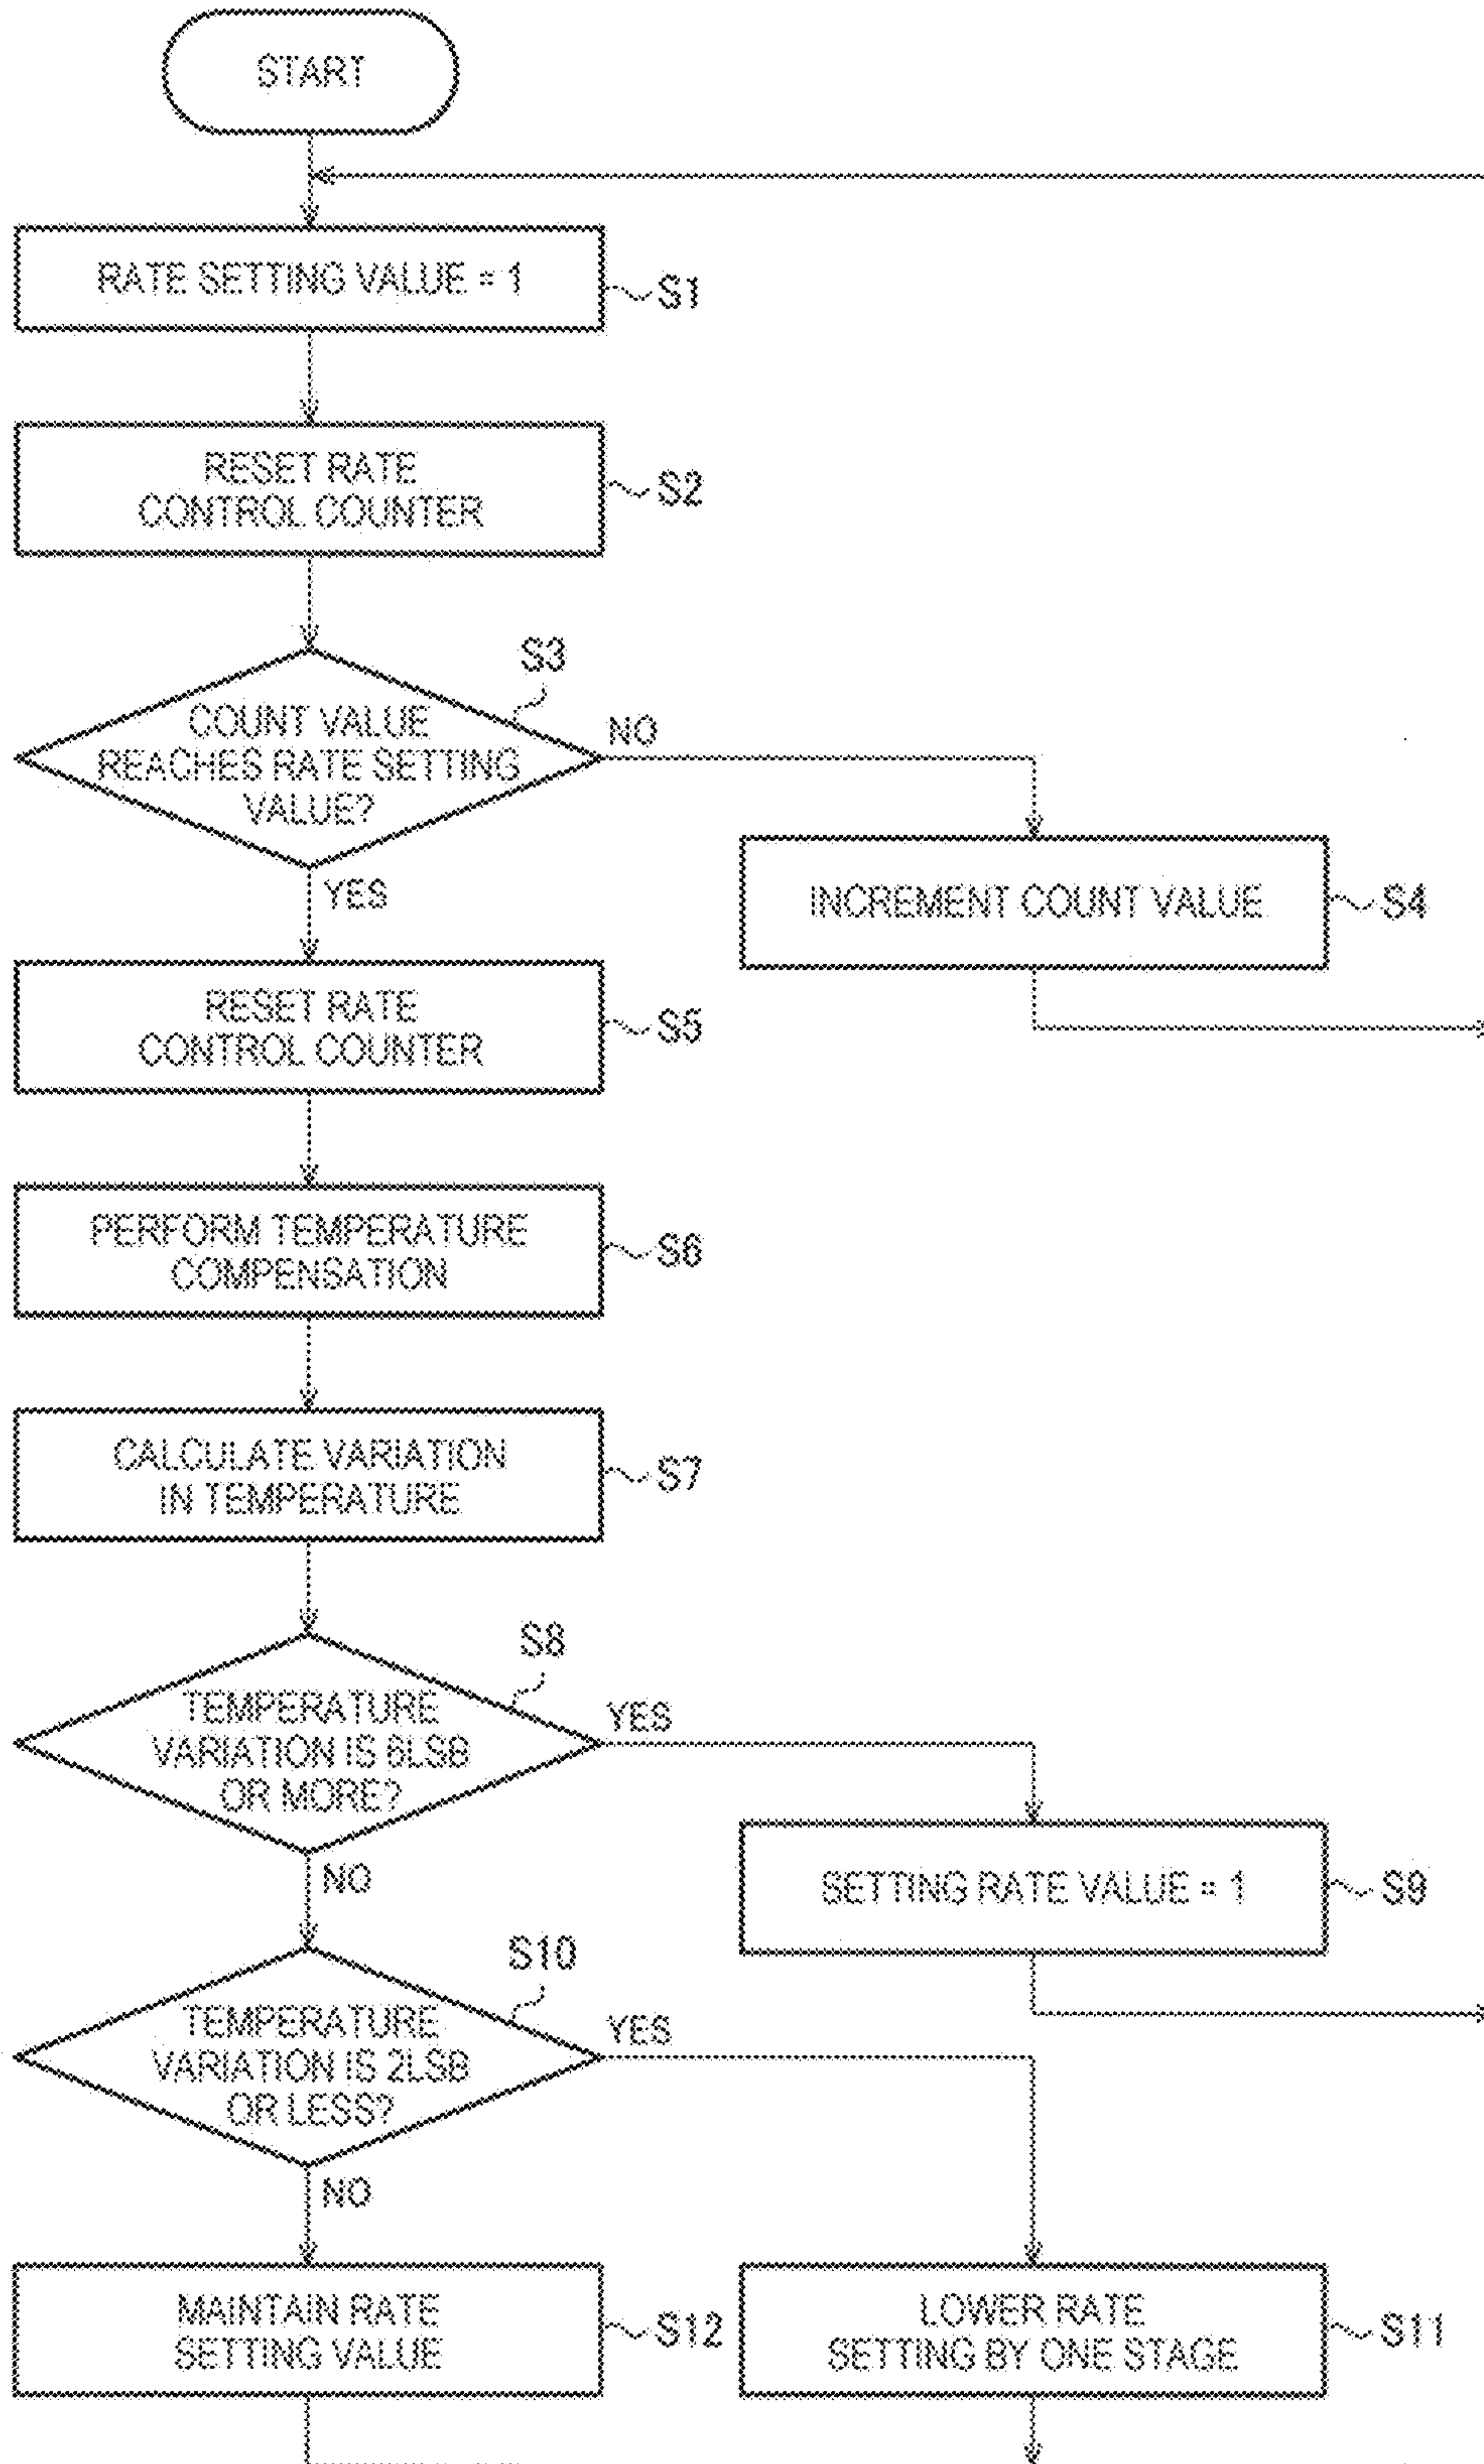 START
RATE SETTING VALUE = 1
S1
RESET RATE
CONTROL COUNTER
S2
S3
COUNT VALUE
REACHES RATE SETTING
VALUE?
NO
YES
INCREMENT COUNT VALUE
S4
RESET RATE
CONTROL COUNTER
S5
PERFORM TEMPERATURE
COMPENSATION
S6
CALCULATE VARIATION
IN TEMPERATURE
S7
S8
TEMPERATURE
VARIATION IS 6LSB
OR MORE?
YES
NO
SETTING RATE VALUE = 1
S9
S10
TEMPERATURE
VARIATION IS 2LSB
OR LESS?
YES
NO
MAINTAIN RATE
SETTING VALUE
S12
LOWER RATE
SETTING BY ONE STAGE
S11